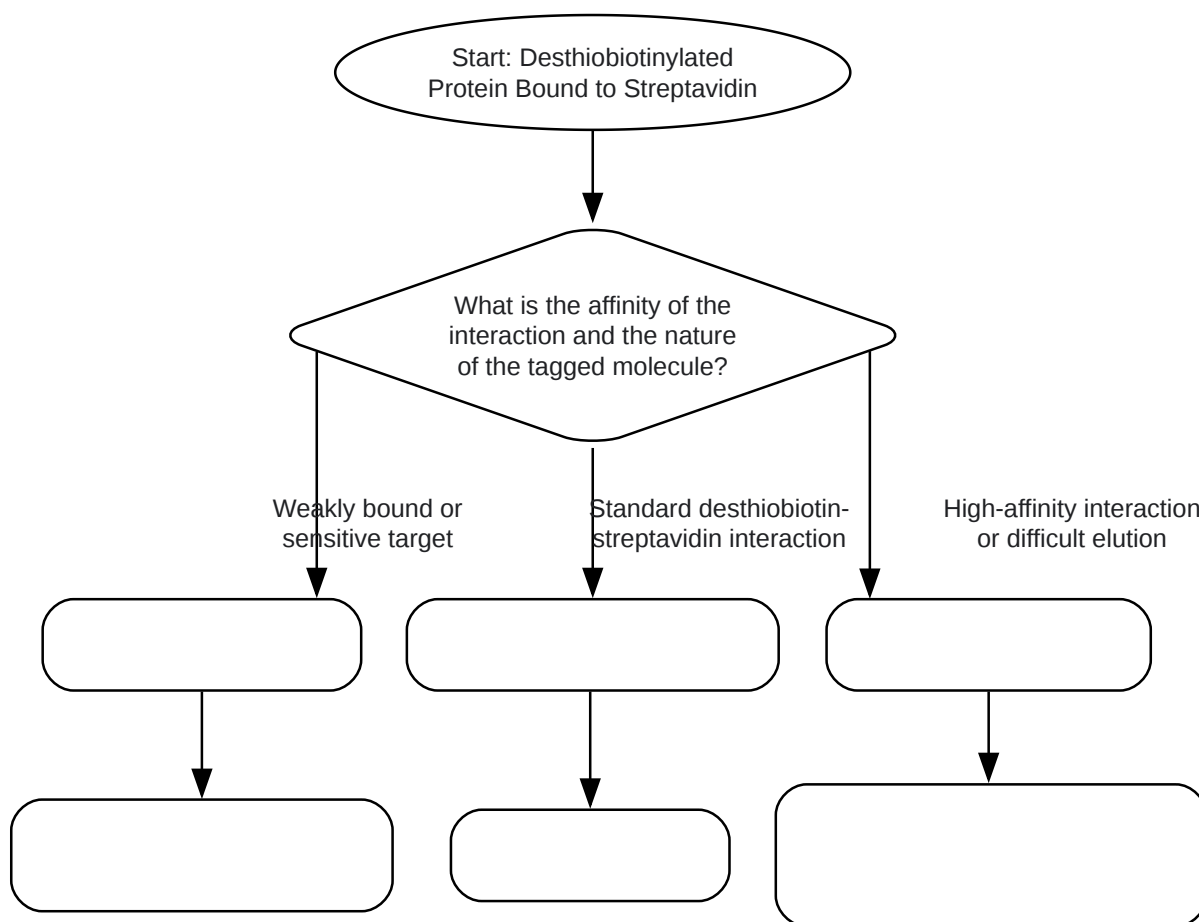 Start: Desthiobiotinylated
Protein Bound to Streptavidin
What is the affinity of the
interaction and the nature
of the tagged molecule?
Weakly bound or
sensitive target
Standard desthiobiotin-
streptavidin interaction
High-affinity interaction
or difficult elution